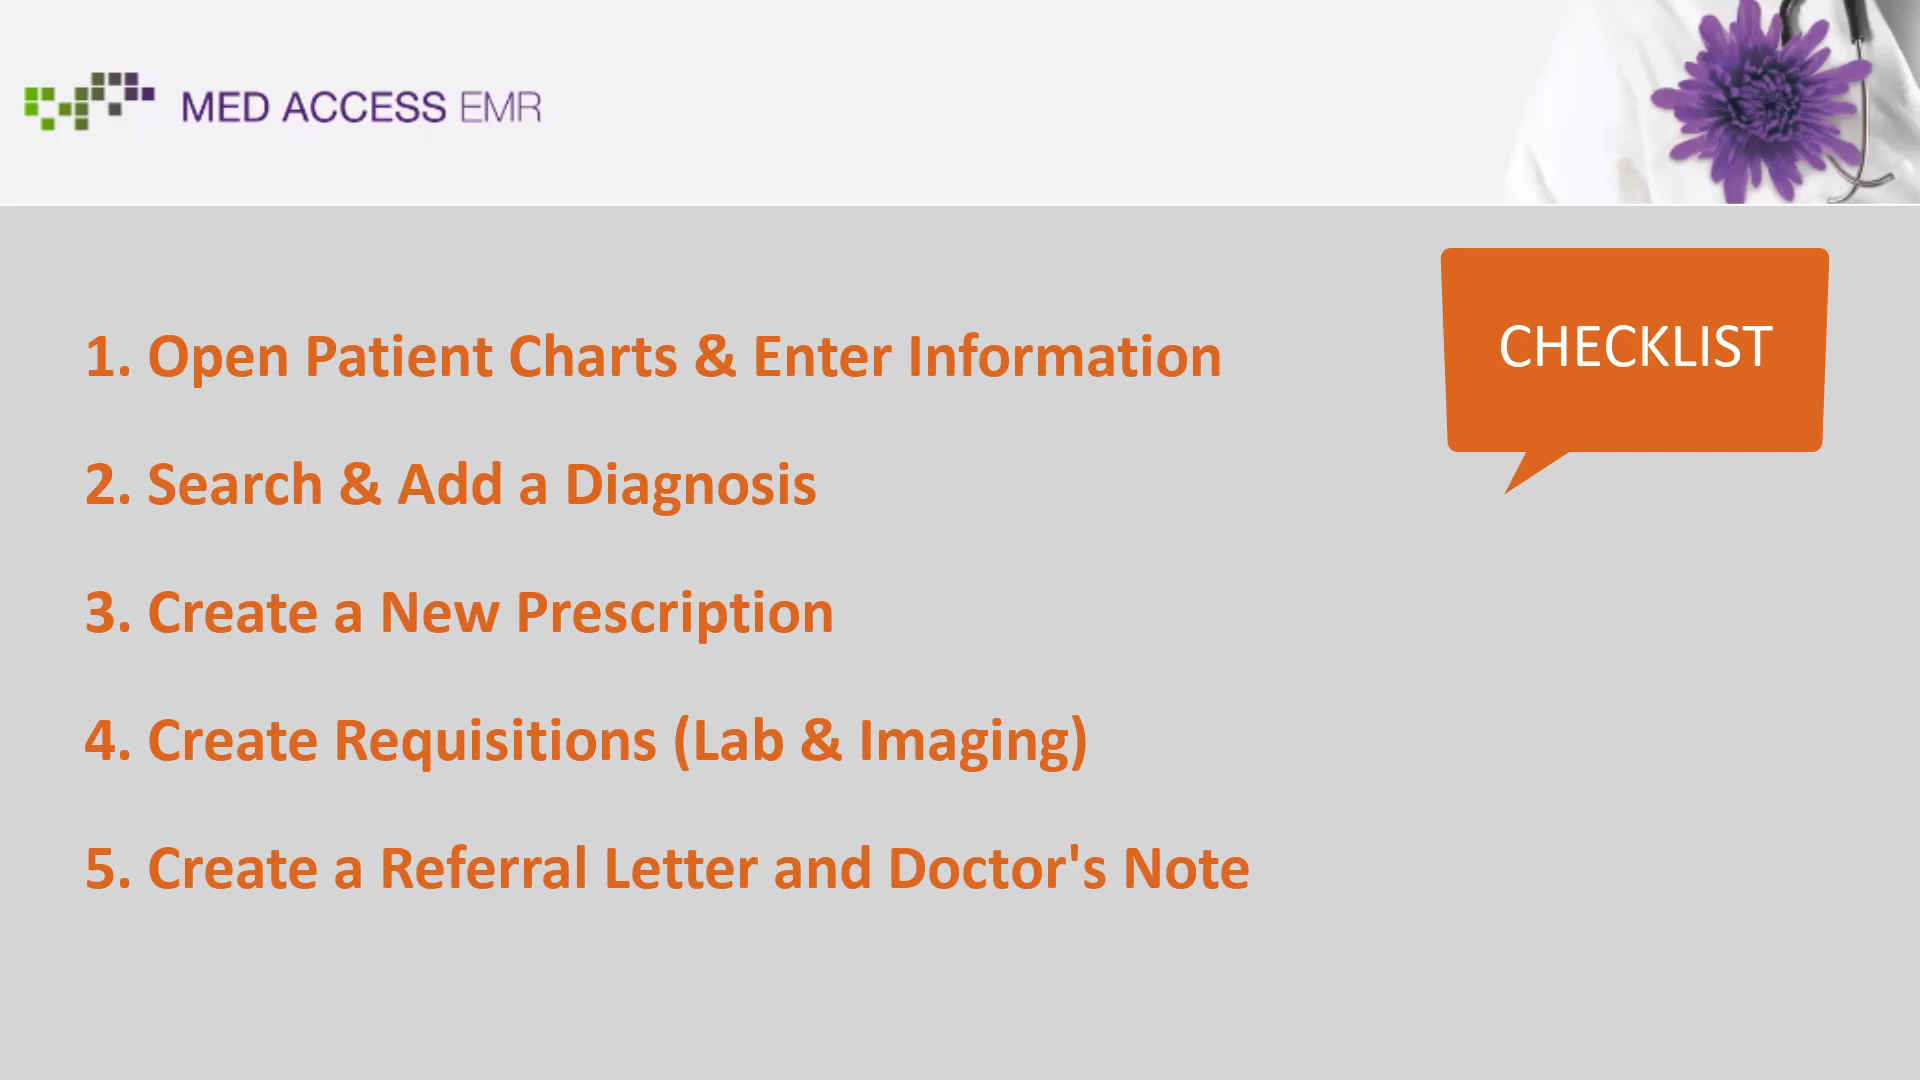 MED ACCESS EMR
CHECKLIST
1. Open Patient Charts & Enter Information
2. Search & Add a Diagnosis
3. Create a New Prescription
4. Create Requisitions (Lab & Imaging)
5. Create a Referral Letter and Doctor's Note